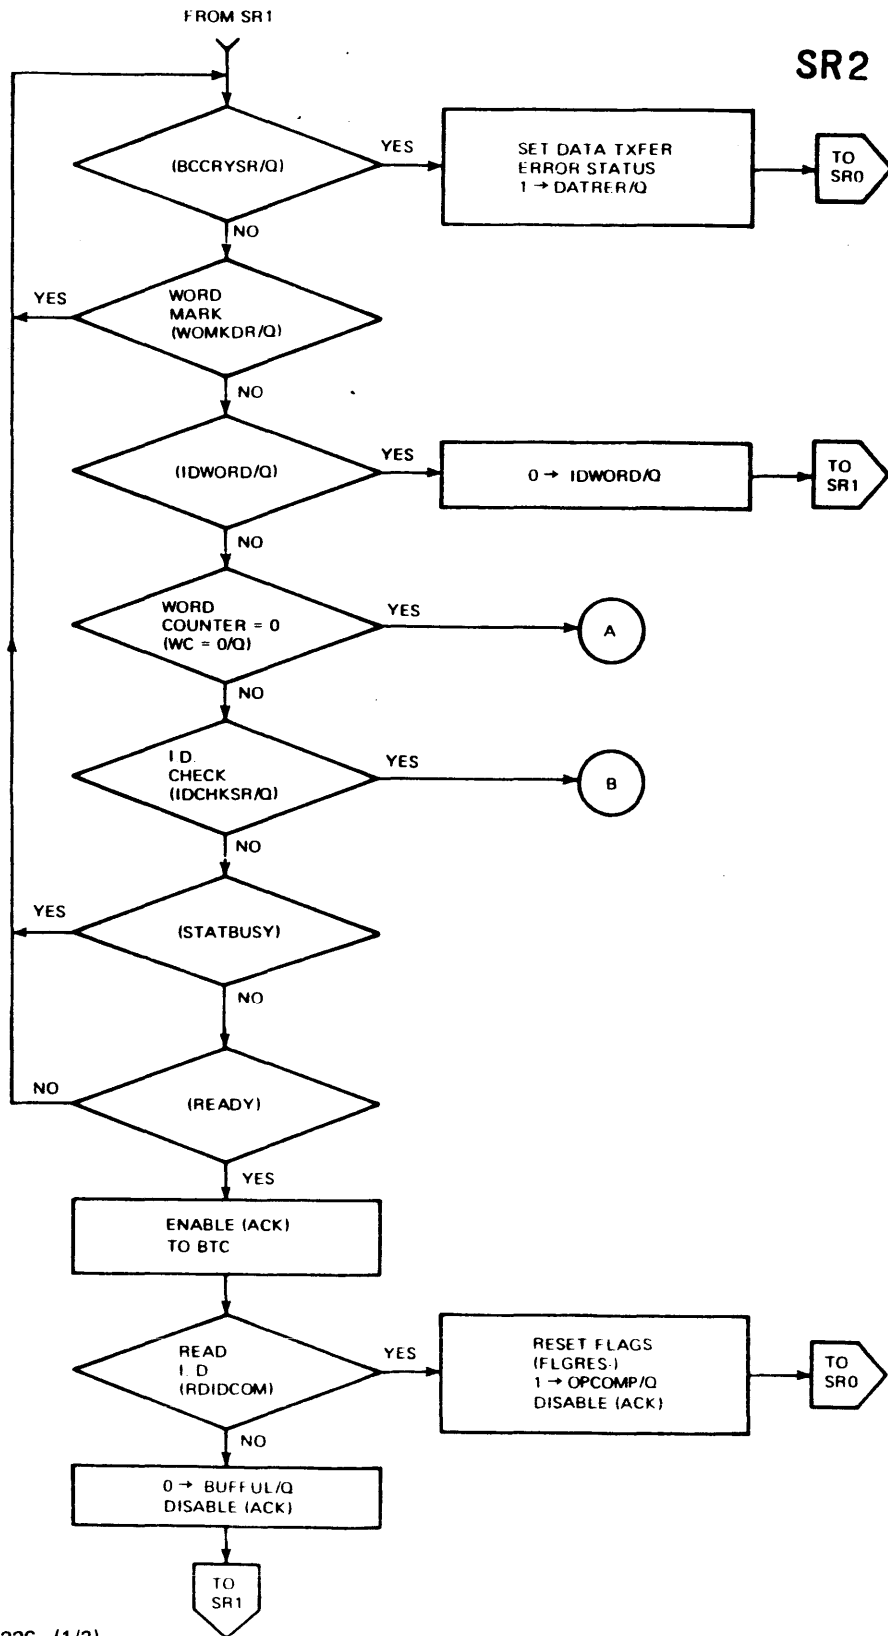 FROM SR1
SR2
(BCCRYSR/Q)
YES
SET DATA TXFER
ERROR STATUS
1 → DATRER/Q
TO
SR0
NO
YES
WORD
MARK
(WOMKDR/Q)
NO
(IDWORD/Q)
YES
0 → IDWORD/Q
TO
SR1
NO
WORD
COUNTER = 0
(WC = 0/Q)
YES
A
NO
I.D.
CHECK
(IDCHKSR/Q)
YES
B
NO
YES
(STATBUSY)
NO
NO
(READY)
YES
ENABLE (ACK)
TO BTC
READ
I.D
(RDIDCOM)
YES
RESET FLAGS
(FLGRES-)
1 → OPCOMP/Q
DISABLE (ACK)
TO
SR0
NO
0 → BUFFUL/Q
DISABLE (ACK)
TO
SR1
(1/3)